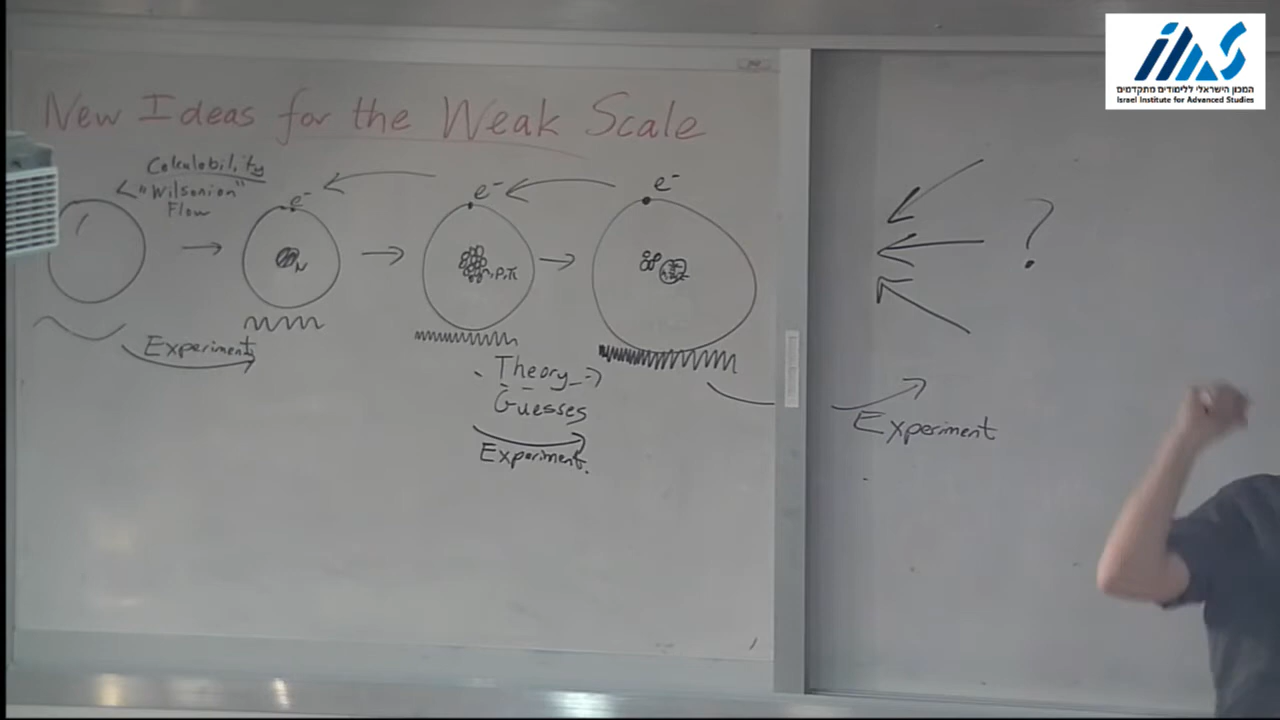 המכון הישראלי ללימודים מתקדמים
Israel Institute for Advanced Studies
New Ideas for the Weak Scale
Calculability
"Wilsonian"
Flow
e⁻
e⁻
e⁻
N
n,p,π
?
Experiment
Theory
Guesses
Experiment.
Experiment